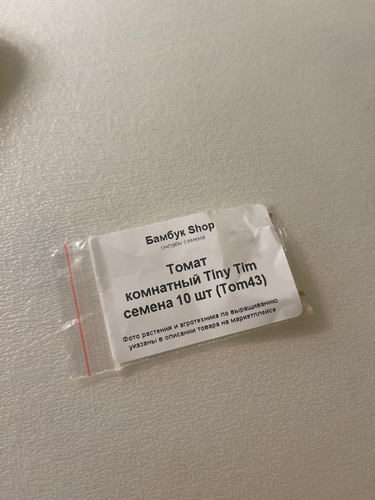 Бамбук Shop
онлайн семена
Томат
комнатный Tiny Tim
семена 10 шт (Tom43)
Фото растения и агротехника по выращиванию
указаны в описании товара на маркетплейсе